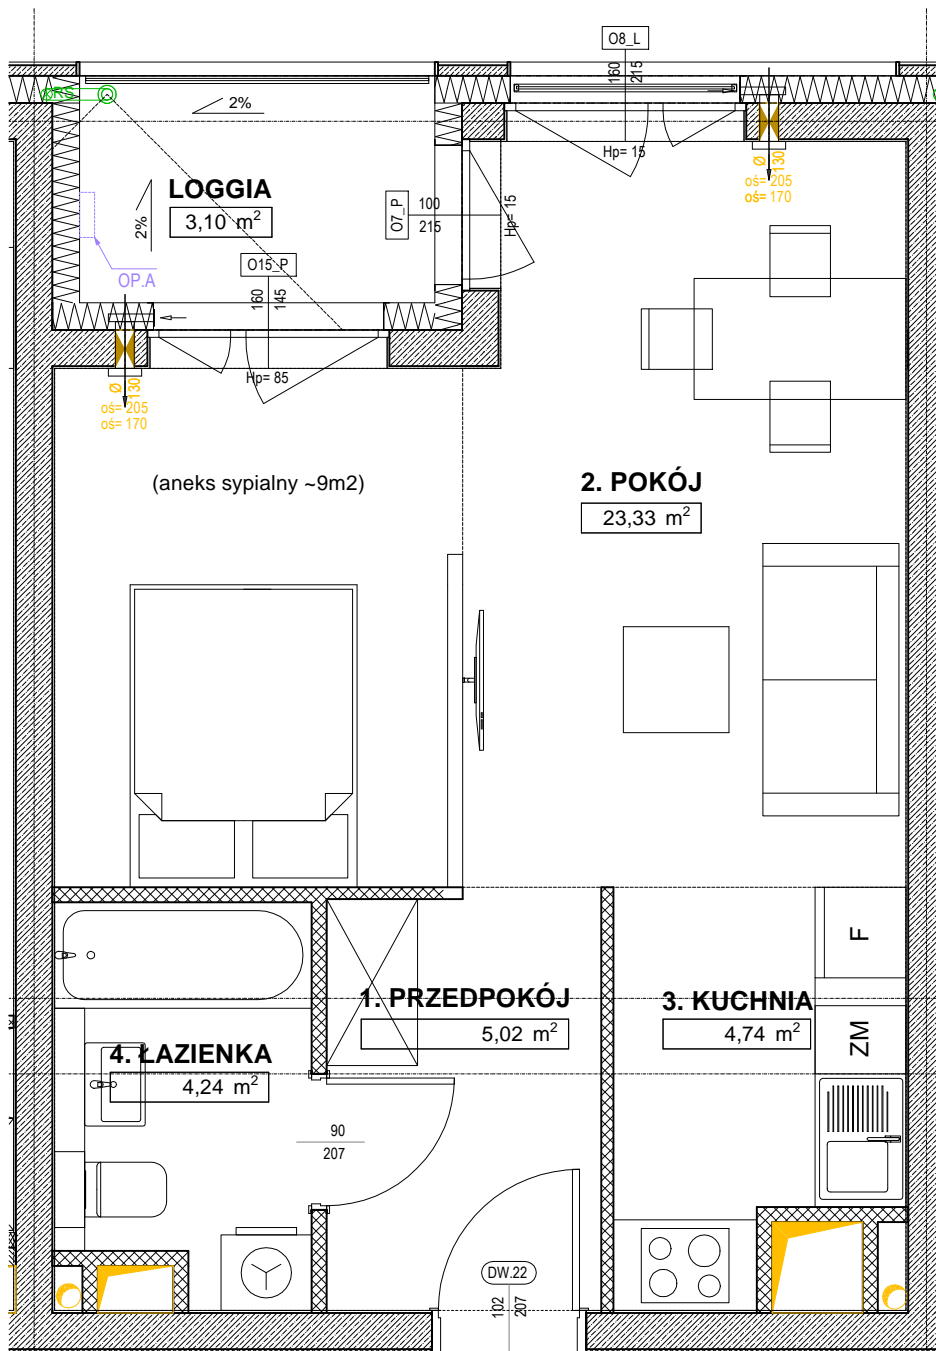 O8_L
160
215
RS
2%
Hp= 15
Ø
130
oś= 205
oś= 170
LOGGIA
3,10 m²
2%
O7_P
100
215
Hp= 15
OP.A
O15_P
160
145
Hp= 85
Ø
130
oś= 205
oś= 170
(aneks sypialny ~9m2)
2. POKÓJ
23,33 m²
F
1. PRZEDPOKÓJ
5,02 m²
3. KUCHNIA
4,74 m²
ZM
4. ŁAZIENKA
4,24 m²
90
207
DW.22
102
207